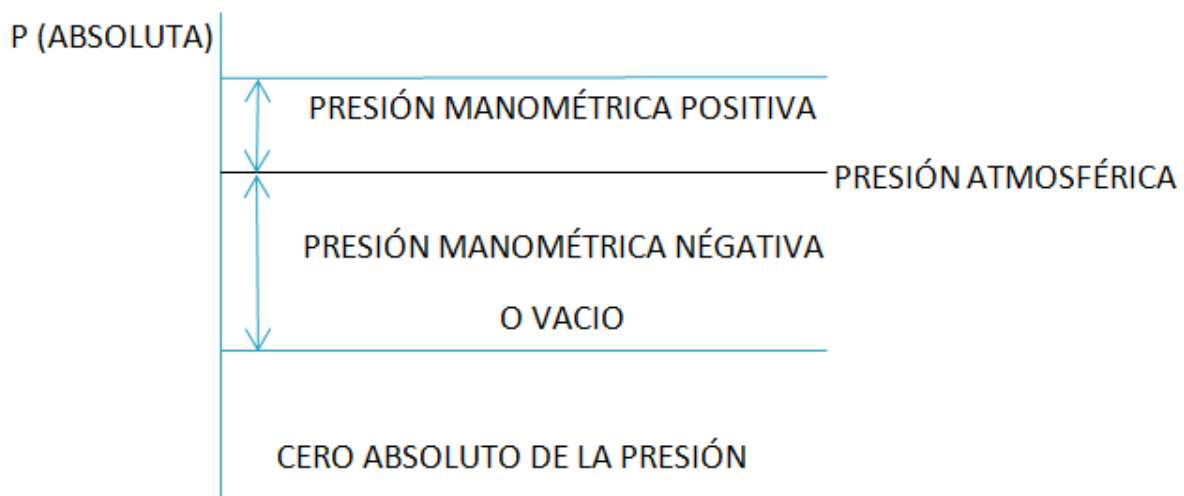 P (ABSOLUTA)
PRESIÓN MANOMÉTRICA POSITIVA
PRESIÓN ATMOSFÉRICA
PRESIÓN MANOMÉTRICA NÉGATIVA
O VACIO
CERO ABSOLUTO DE LA PRESIÓN